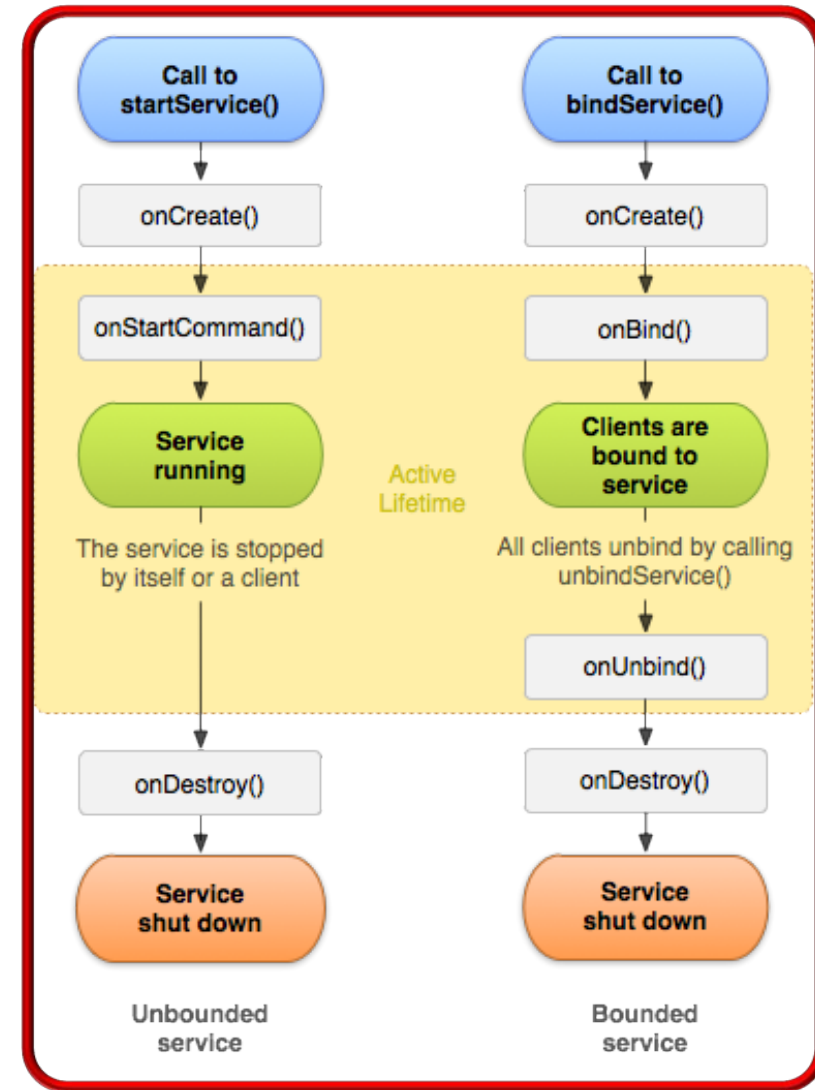 Call to
startService()
onCreate()
onStartCommand()
Service
running
The service is stopped
by itself or a client
onDestroy()
Service
shut down
Unbounded
service
Active
Lifetime
Call to
bindService()
onCreate()
onBind()
Clients are
bound to
service
All clients unbind by calling
unbindService()
onUnbind()
onDestroy()
Service
shut down
Bounded
service